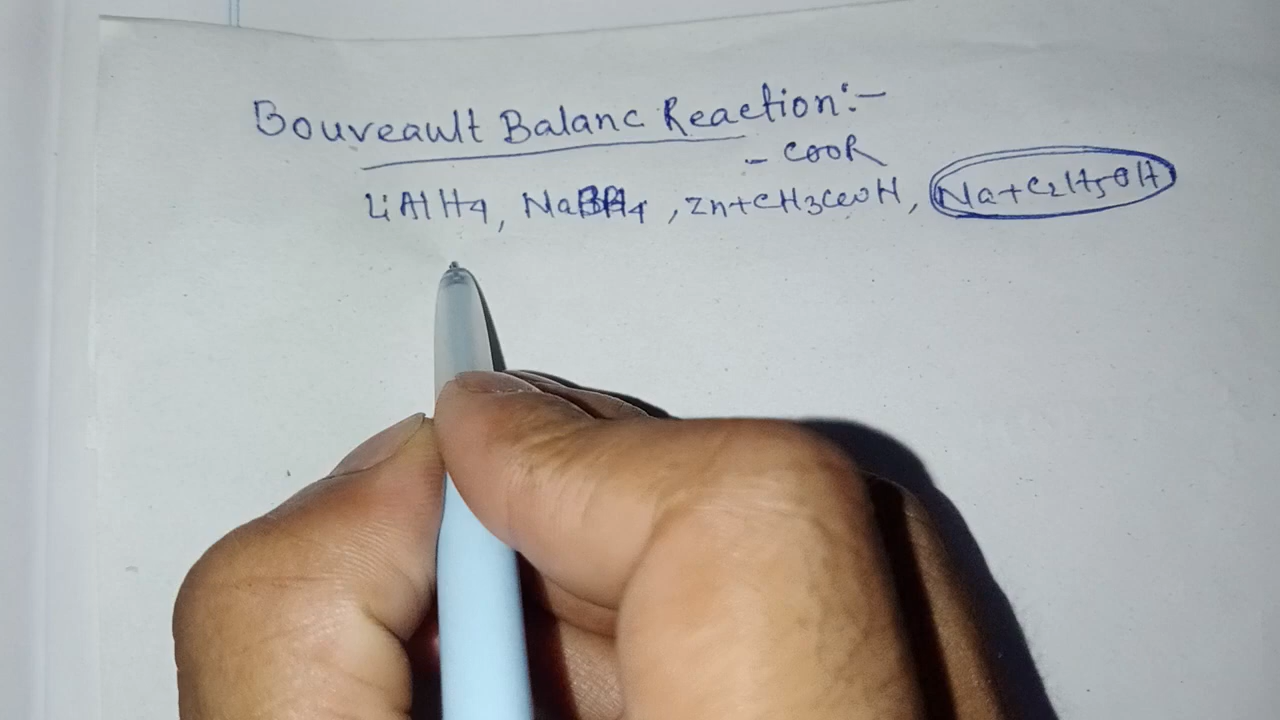 Bouveault Balanc Reaction:-
- COOR
LiAlH4, NaBH4, Zn+CH3COOH, Na+C2H5OH